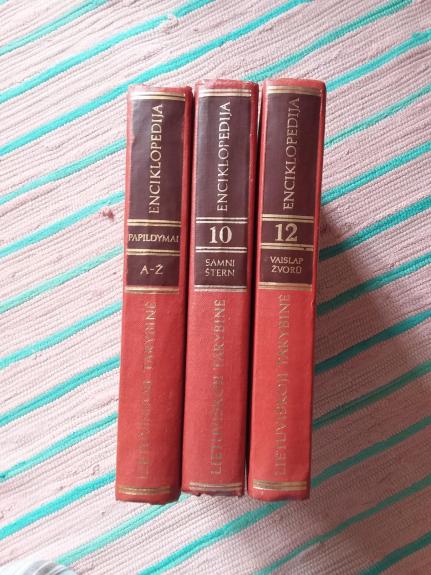 LIETUVIŠKOJI TARYBINĖ ENCIKLOPEDIJA
PAPILDYMAI
A-Ž
LIETUVIŠKOJI TARYBINĖ ENCIKLOPEDIJA
10
SAMNI
ŠTERN
LIETUVIŠKOJI TARYBINĖ ENCIKLOPEDIJA
12
VAISLAP
ŽVORŪ